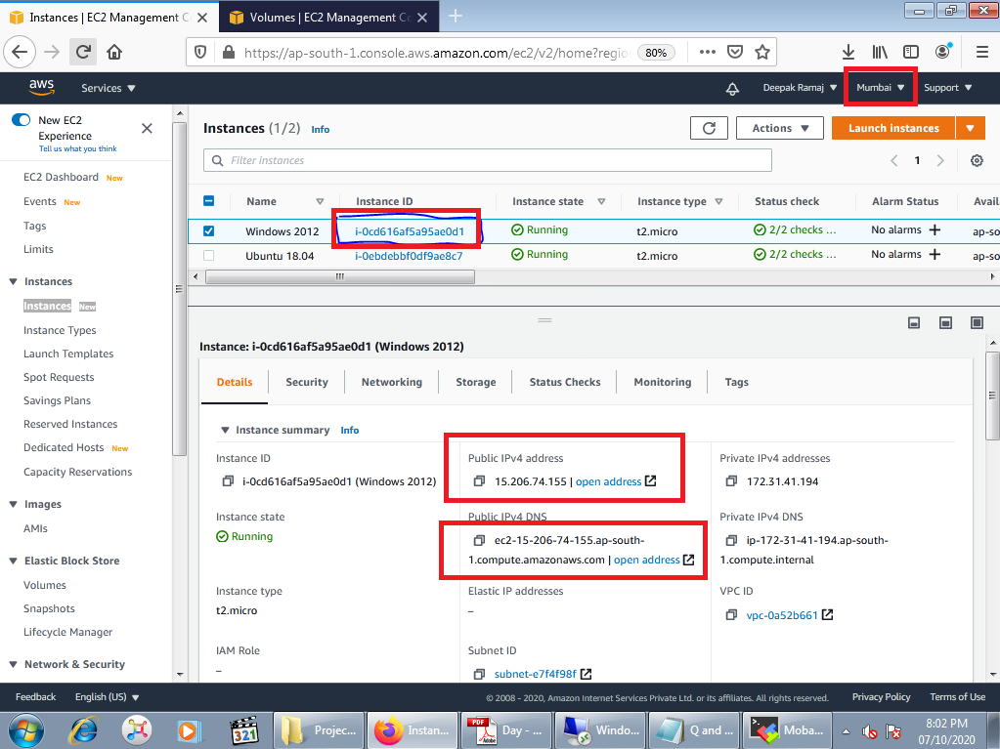 Instances | EC2 Management C
Volumes | EC2 Management Co
https://ap-south-1.console.aws.amazon.com/ec2/v2/home?regio
80%
aws
Services
Deepak Ramaj
Mumbai
Support
New EC2
Experience
Tell us what you think
EC2 Dashboard New
Events New
Tags
Limits
Instances
Instances New
Instance Types
Launch Templates
Spot Requests
Savings Plans
Reserved Instances
Dedicated Hosts New
Capacity Reservations
Images
AMIs
Elastic Block Store
Volumes
Snapshots
Lifecycle Manager
Network & Security
Instances (1/2) Info
Actions
Launch instances
Filter instances
1
Name Instance ID Instance state Instance type Status check Alarm Status Avail
Windows 2012 i-0cd616af5a95ae0d1 Running t2.micro 2/2 checks ... No alarms + ap-so
Ubuntu 18.04 i-0ebdebbf0df9ae8c7 Running t2.micro 2/2 checks ... No alarms + ap-so
Instance: i-0cd616af5a95ae0d1 (Windows 2012)
Details Security Networking Storage Status Checks Monitoring Tags
Instance summary Info
Instance ID
i-0cd616af5a95ae0d1 (Windows 2012)
Public IPv4 address
15.206.74.155 | open address
Private IPv4 addresses
172.31.41.194
Instance state
Running
Public IPv4 DNS
ec2-15-206-74-155.ap-south-
1.compute.amazonaws.com | open address
Private IPv4 DNS
ip-172-31-41-194.ap-south-
1.compute.internal
Instance type
t2.micro
Elastic IP addresses
–
VPC ID
vpc-0a52b661
IAM Role
–
Subnet ID
subnet-e7f4f98f
Feedback
English (US)
© 2008 - 2020, Amazon Internet Services Private Ltd. or its affiliates. All rights reserved.
Privacy Policy
Terms of Use
321
Projec...
Instan...
PDF
Adobe
Day - ...
Windo...
Q and ...
Moba...
8:02 PM
07/10/2020